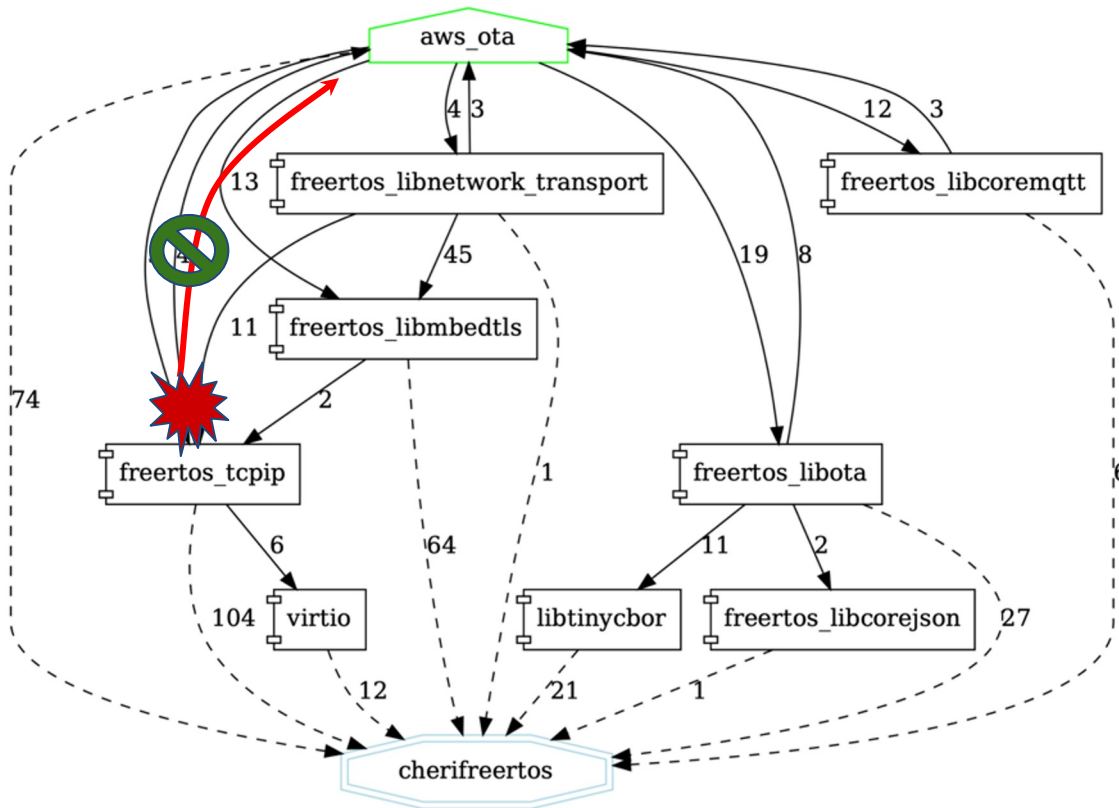 aws_ota
4
3
12
3
13
freertos_libnetwork_transport
freertos_libcoremqtt
4
45
19
8
11
freertos_libmbedtls
74
2
freertos_tcpip
1
freertos_libota
6
64
11
2
104
virtio
libtinycbor
freertos_libcorejson
27
12
21
1
cherifreertos